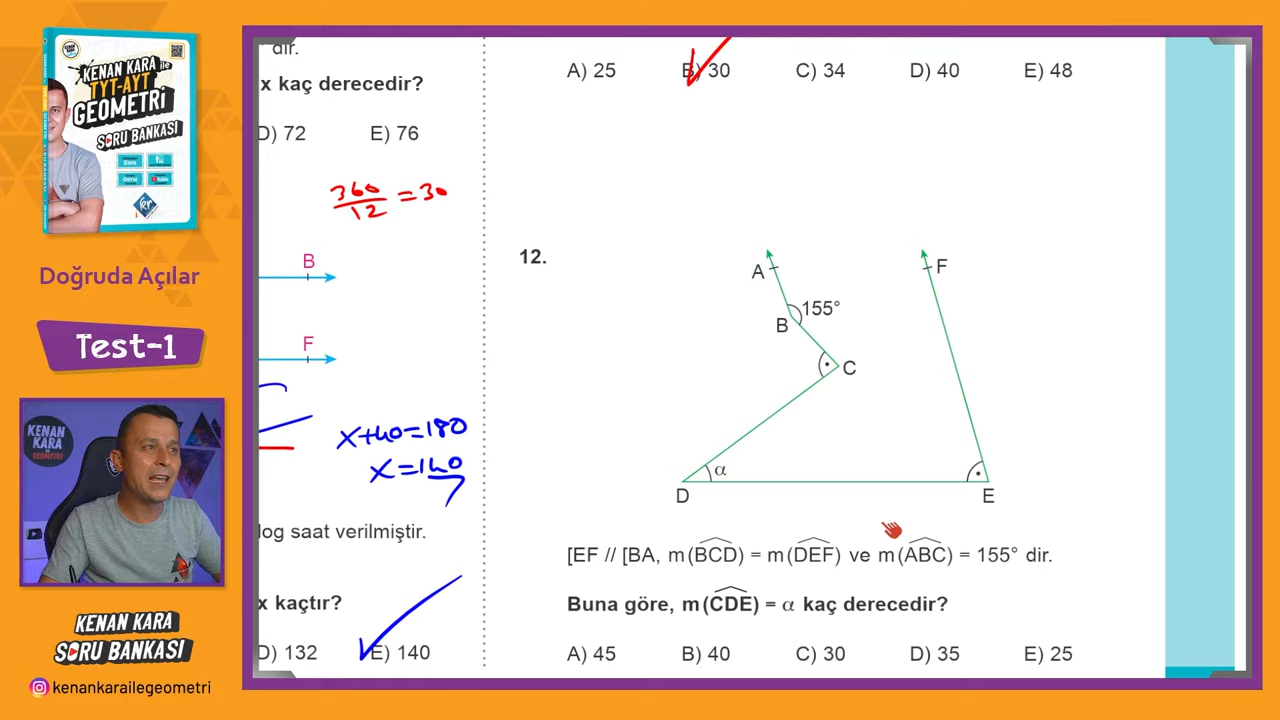 KENAN KARA ile
TYT-AYT
GEOMETRİ
SORU BANKASI
kr
Doğruda Açılar
Test-1
KENAN KARA
GEOMETRİ
KENAN KARA
SORU BANKASI
kenankarailegeometri
dir.
x kaç derecedir?
D) 72 E) 76
360/12 = 30
B
F
x+40=180
x=140
log saat verilmiştir.
x kaçtır?
D) 132 E) 140
A) 25 B) 30 C) 34 D) 40 E) 48
12.
A
F
155°
B
C
α
D
E
[EF // [BA, m(BCD) = m(DEF) ve m(ABC) = 155° dir.
Buna göre, m(CDE) = α kaç derecedir?
A) 45 B) 40 C) 30 D) 35 E) 25